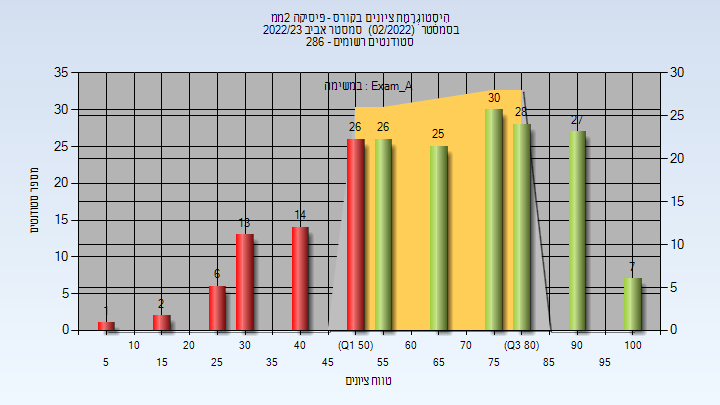 היסטוגרמת ציונים בקורס - פיסיקה 2ממ
בסמסטר (02/2022) סמסטר אביב 2022/23
סטודנטים רשומים - 286
במשימה : Exam_A
מספר סטודנטים
35 30 25 20 15 10 5 0
30 25 20 15 10 5 0
1 2 6 13 14 26 26 25 30 28 27 7
10 20 25 30 40 (Q1 50) 60 70 (Q3 80) 90 100
5 15 25 35 45 55 65 75 85 95
טווח ציונים